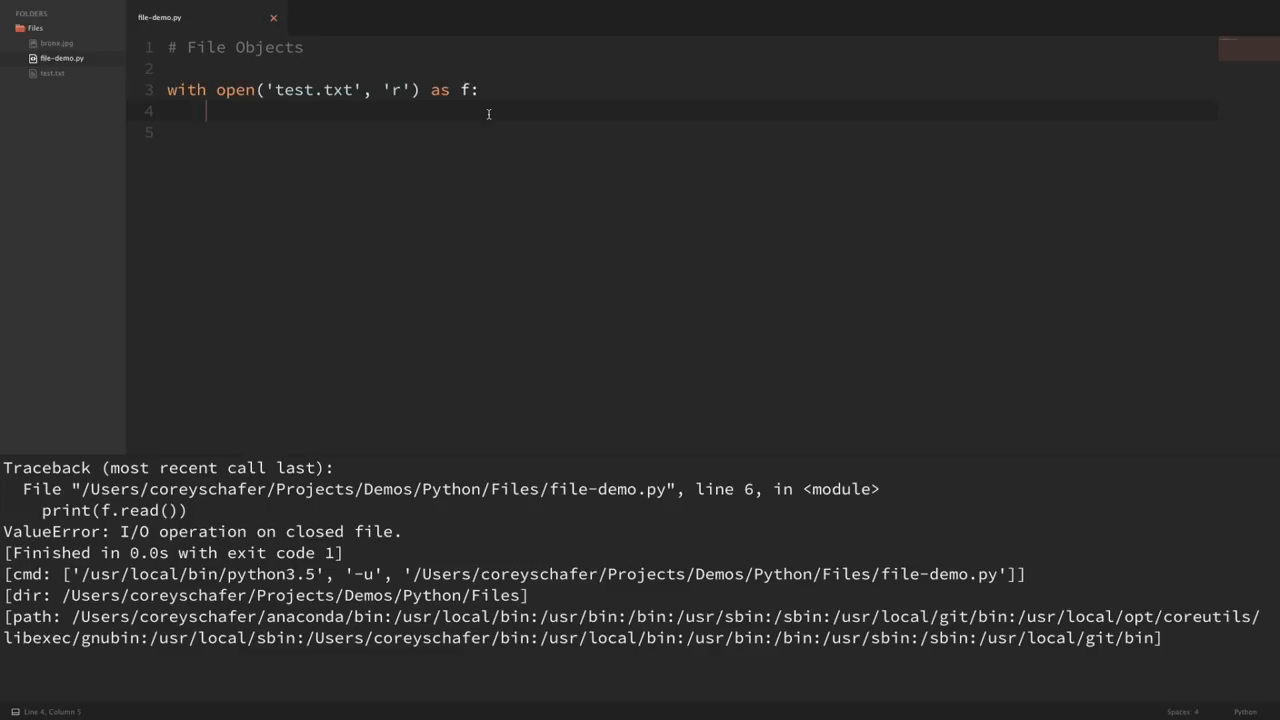 FOLDERS
Files
bronx.jpg
file-demo.py
test.txt
file-demo.py ×
1 # File Objects
2
3 with open('test.txt', 'r') as f:
4
5
Traceback (most recent call last):
  File "/Users/coreyschafer/Projects/Demos/Python/Files/file-demo.py", line 6, in <module>
    print(f.read())
ValueError: I/O operation on closed file.
[Finished in 0.0s with exit code 1]
[cmd: ['/usr/local/bin/python3.5', '-u', '/Users/coreyschafer/Projects/Demos/Python/Files/file-demo.py']]
[dir: /Users/coreyschafer/Projects/Demos/Python/Files]
[path: /Users/coreyschafer/anaconda/bin:/usr/local/bin:/usr/bin:/bin:/usr/sbin:/sbin:/usr/local/git/bin:/usr/local/opt/coreutils/
libexec/gnubin:/usr/local/sbin:/Users/coreyschafer/bin:/usr/local/bin:/usr/bin:/bin:/usr/sbin:/sbin:/usr/local/git/bin]
Line 4, Column 5
Spaces: 4
Python